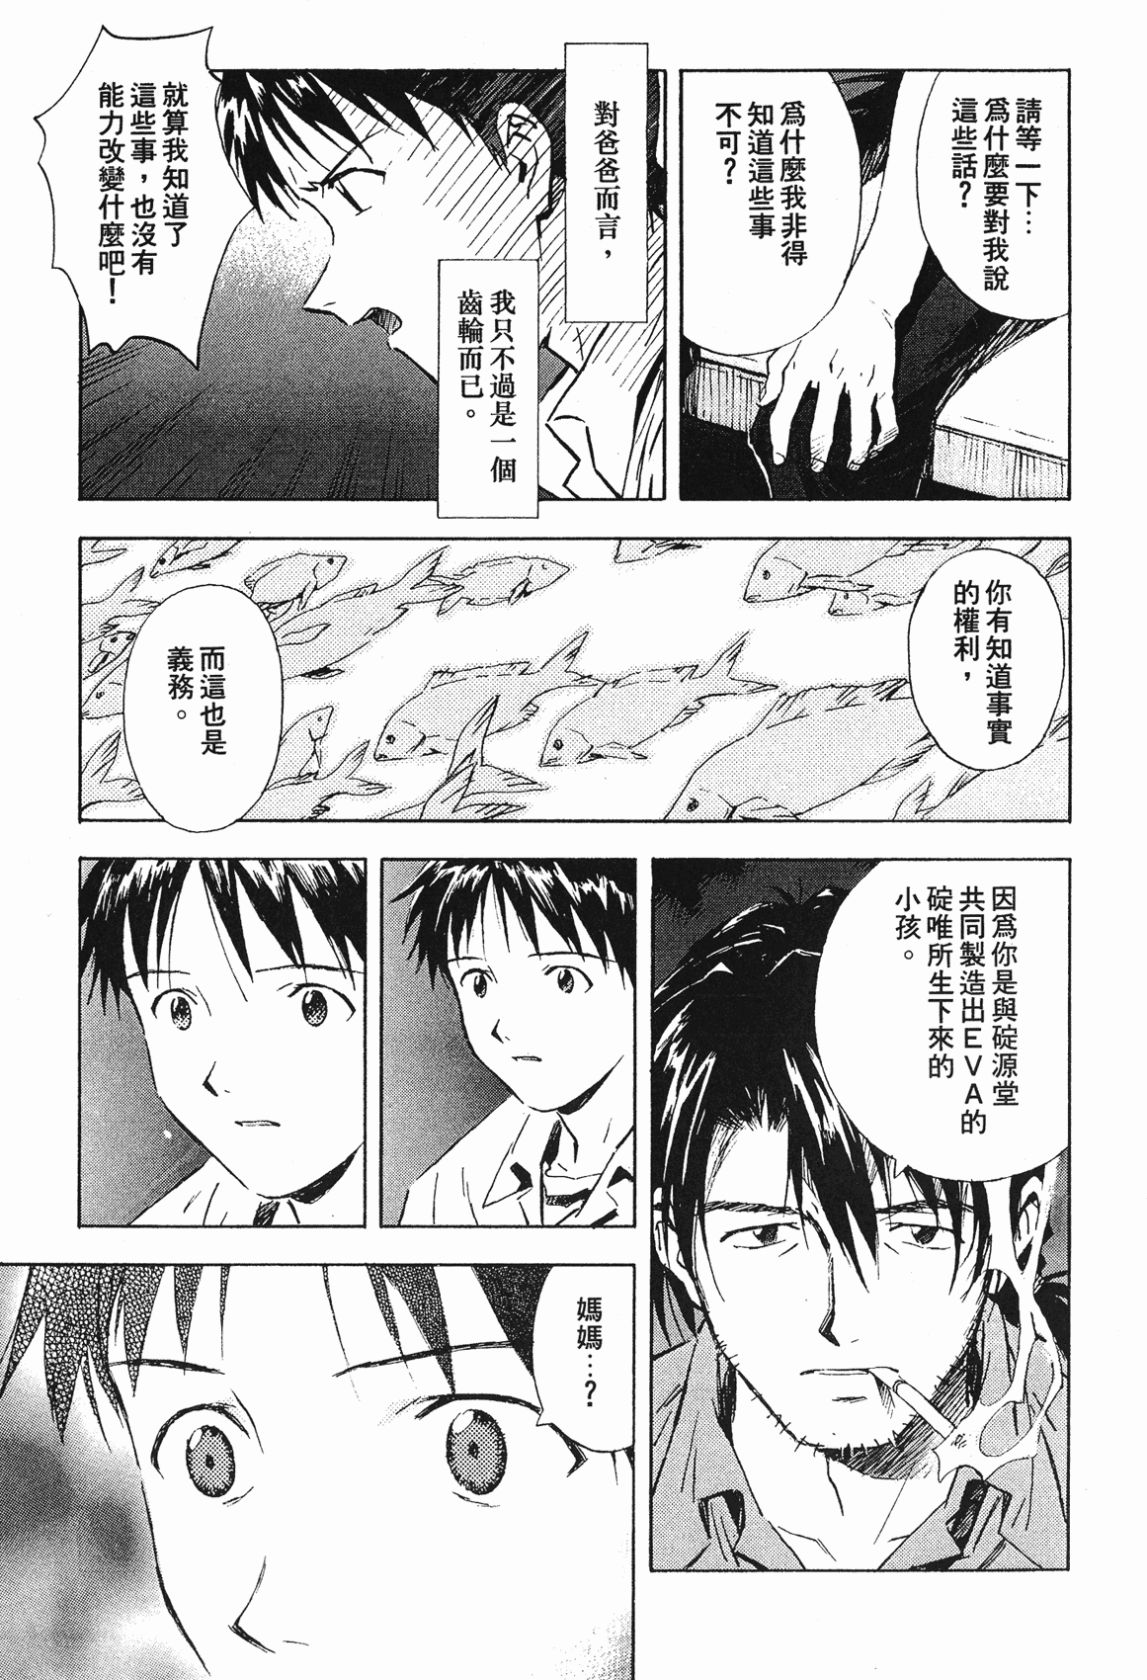 請等一下…
爲什麼要對我說
這些話？
爲什麼我非得
知道這些事
不可？
對爸爸而言，
我只不過是一個
齒輪而已。
就算我知道了
這些事，也沒有
能力改變什麼吧！
你有知道事實
的權利，
而這也是
義務。
因爲你是與碇源堂
共同製造出ＥＶＡ的
碇唯所生下來的
小孩。
媽媽…？